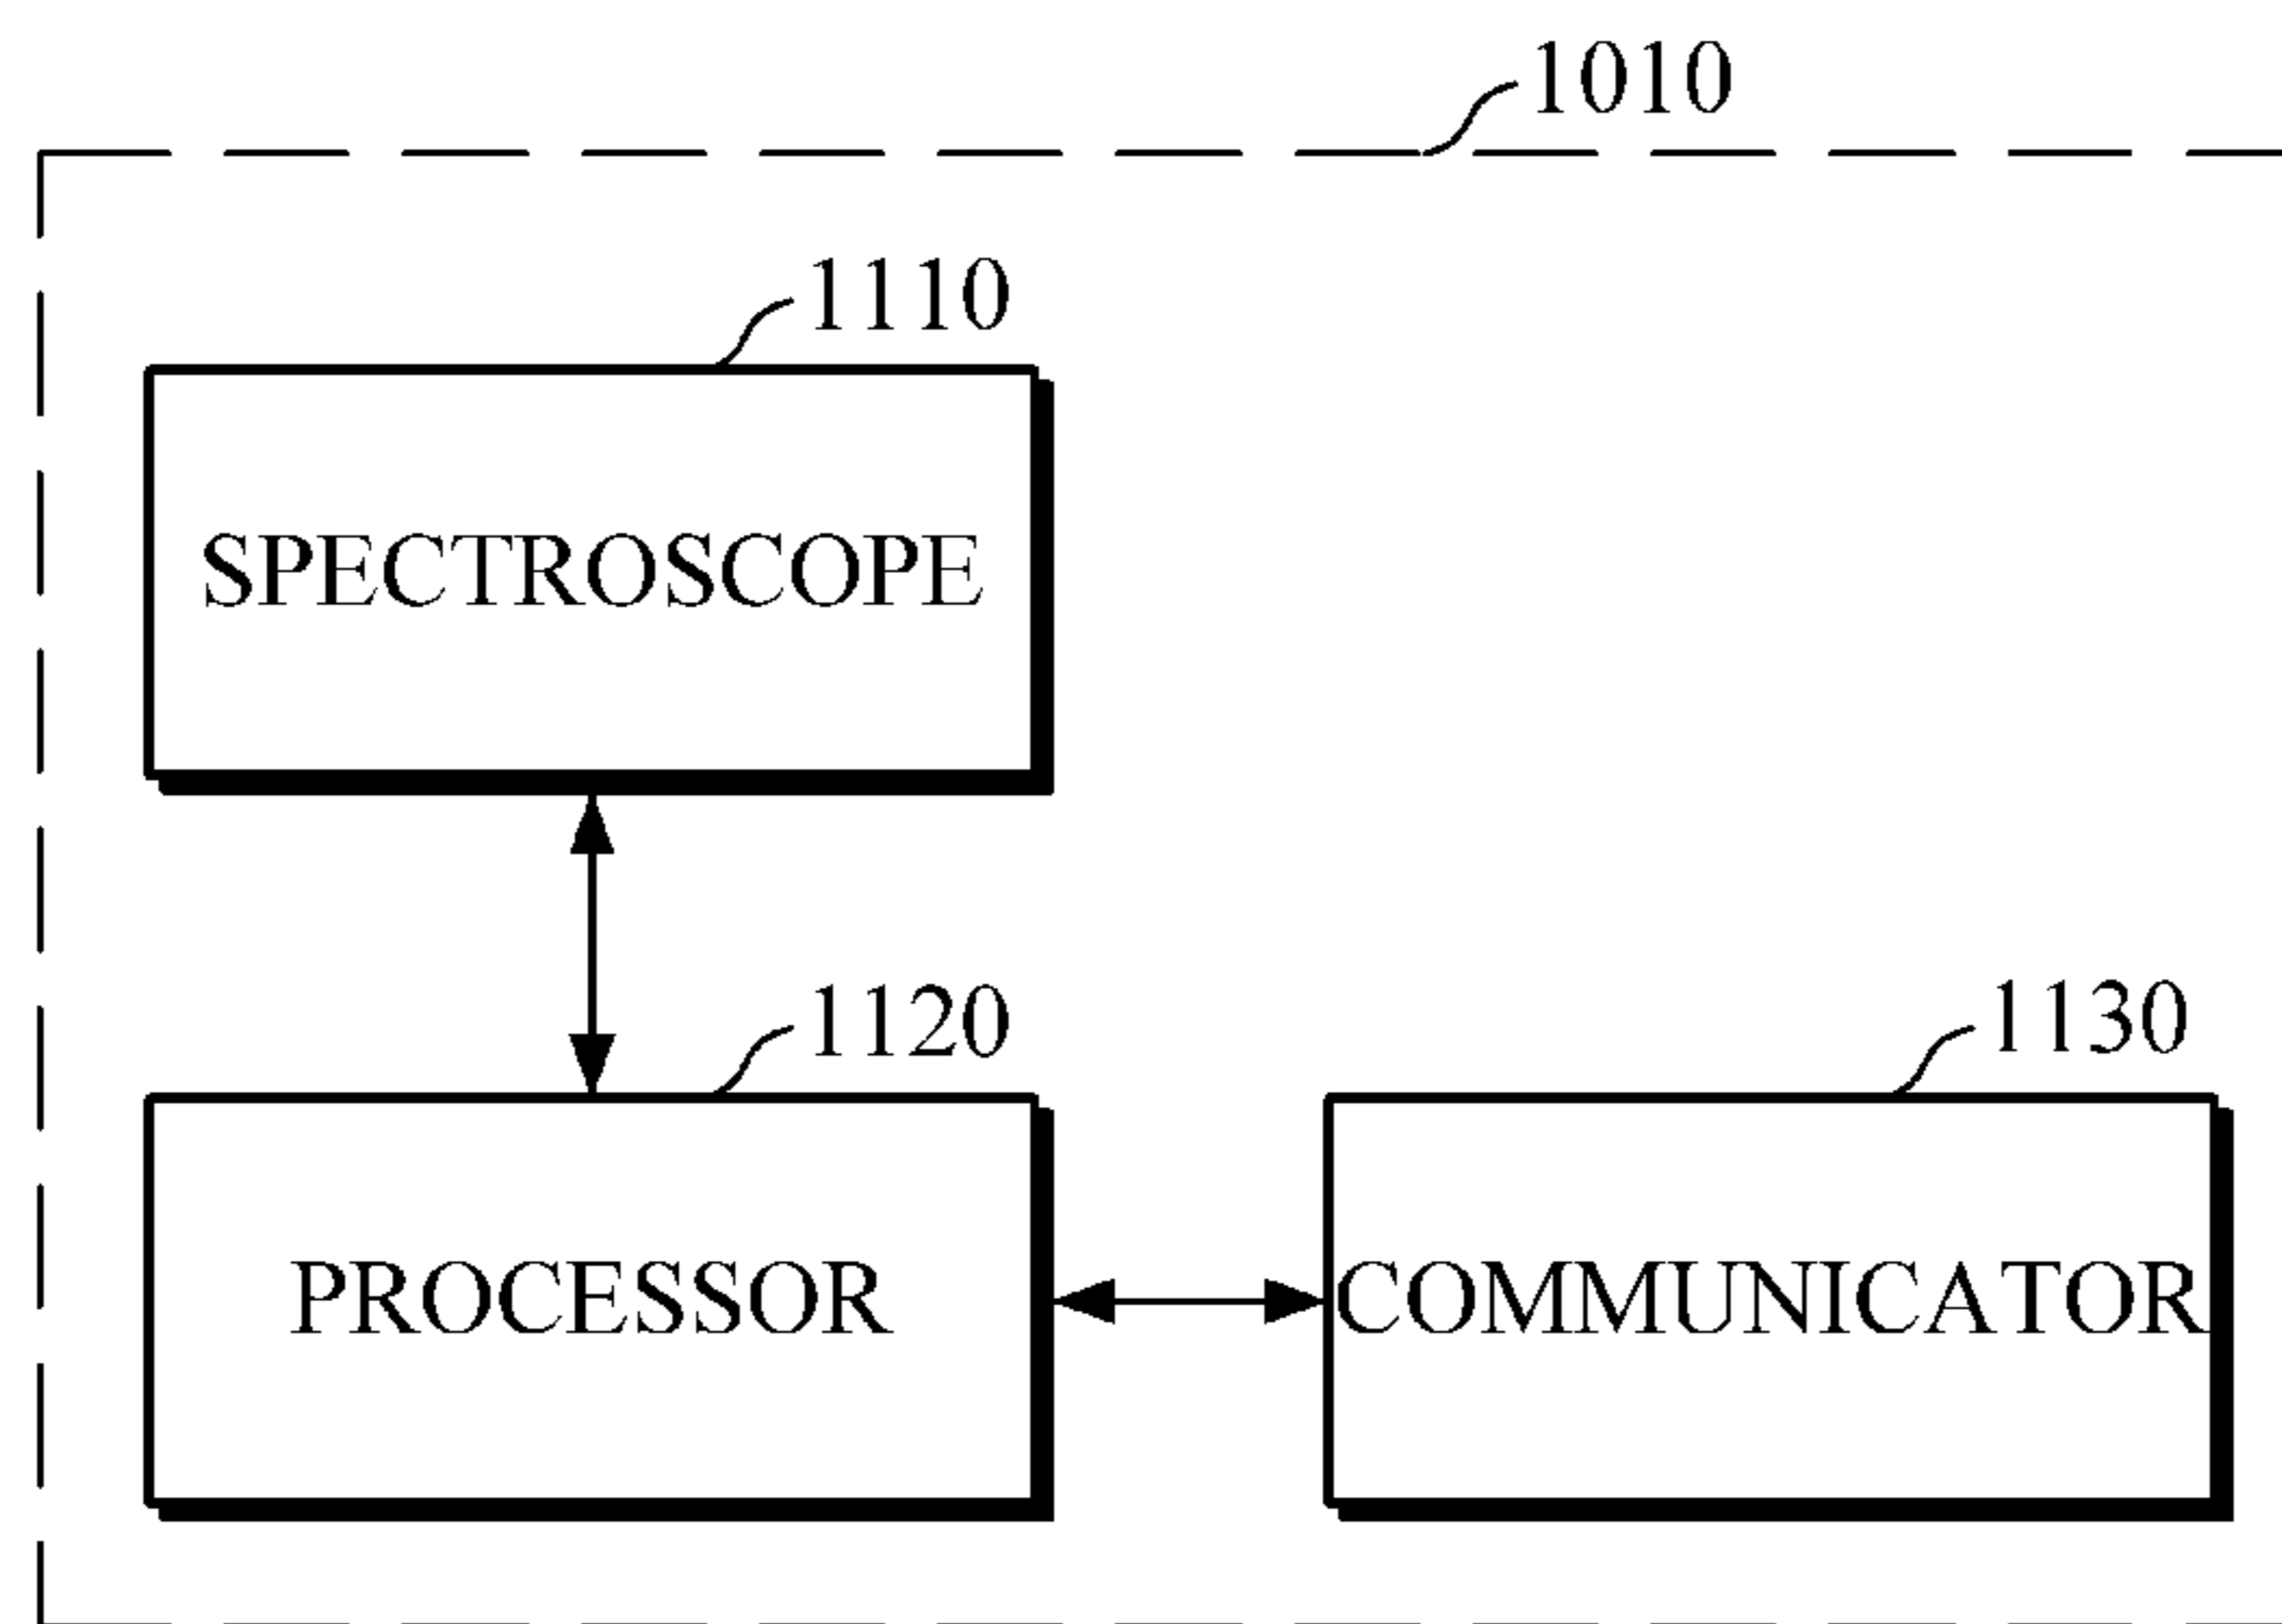 1010
1110
SPECTROSCOPE
1120
1130
PROCESSOR
COMMUNICATOR